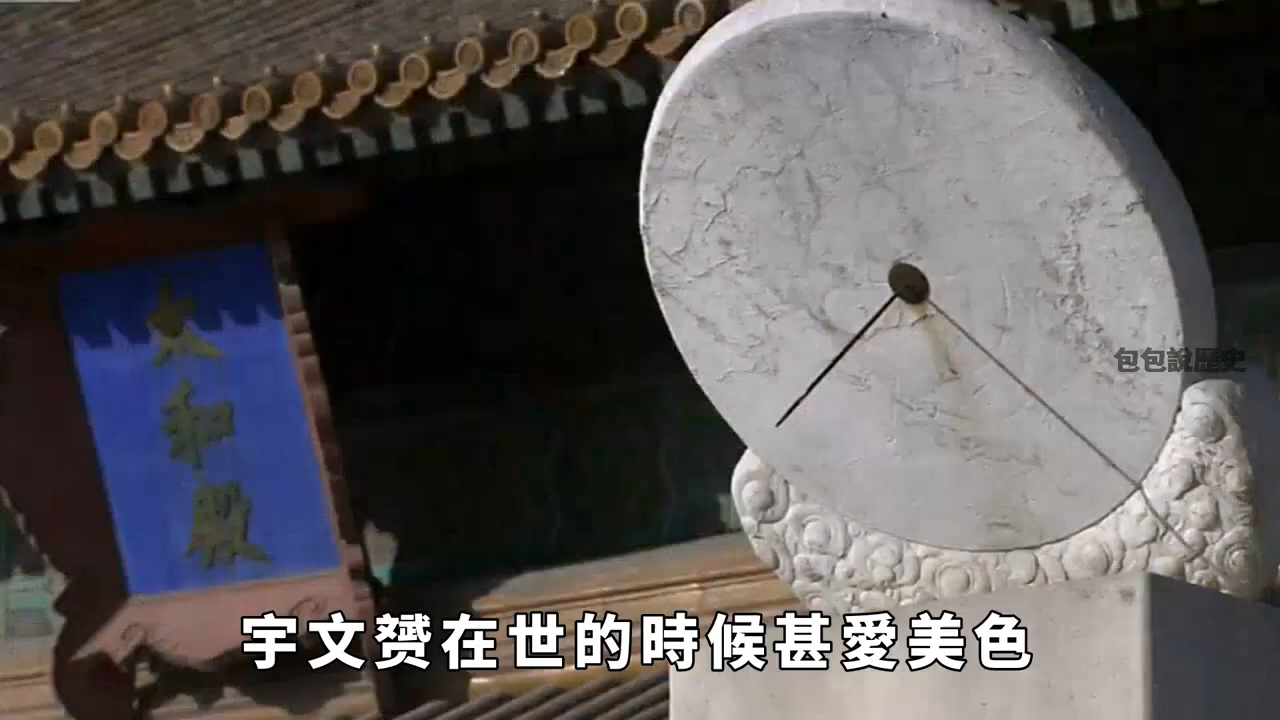 太和殿
包包說歷史
宇文赟在世的時候甚愛美色